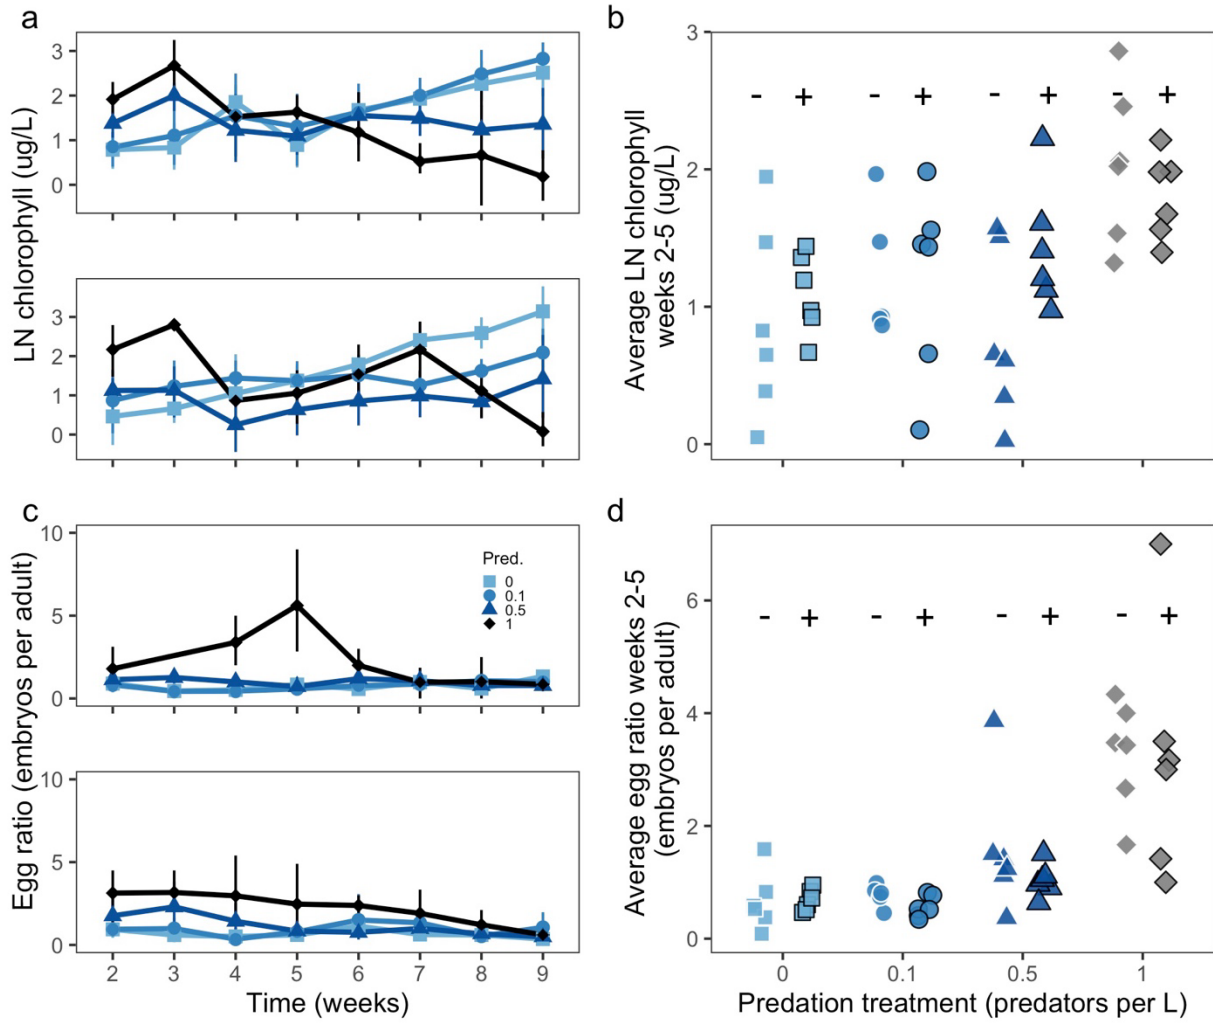 a
LN chlorophyll (ug/L)
3
2
1
0
3
2
1
0
b
Average LN chlorophyll
weeks 2-5 (ug/L)
3
2
1
0
- + - + - + - +
c
Egg ratio (embryos per adult)
10
5
0
Pred.
0
0.1
0.5
1
10
5
0
2 3 4 5 6 7 8 9
Time (weeks)
d
Average egg ratio weeks 2-5
(embryos per adult)
6
4
2
0
- + - + - + - +
0 0.1 0.5 1
Predation treatment (predators per L)